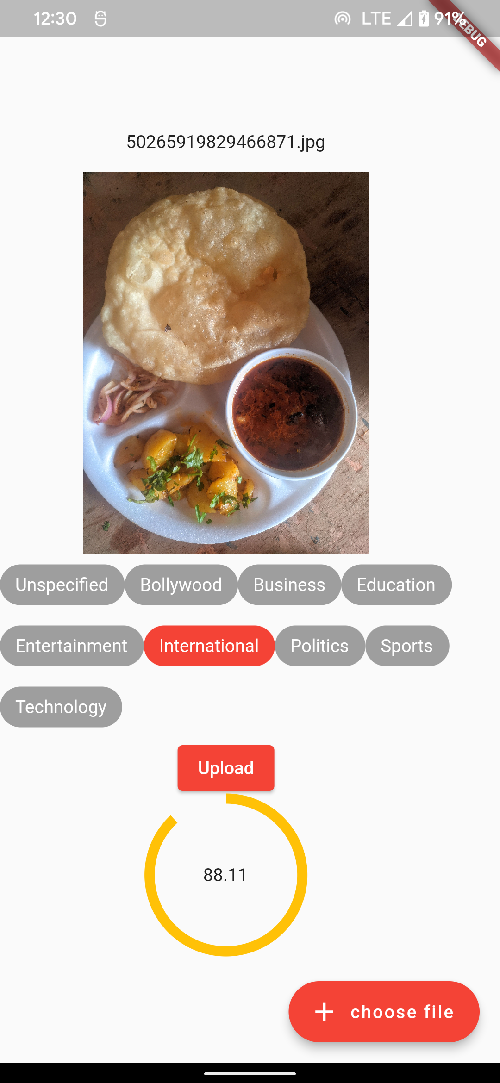 12:30 LTE 91%
DEBUG
50265919829466871.jpg
Unspecified Bollywood Business Education
Entertainment International Politics Sports
Technology
Upload
88.11
+ choose file